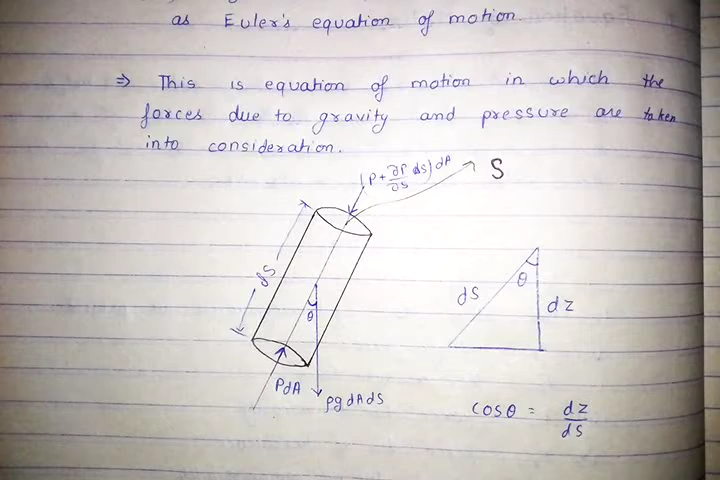 as Euler's equation of motion
⇒ This is equation of motion in which the
forces due to gravity and pressure are taken
into consideration.
(P + ∂P/∂S ds) dA
S
ds
θ
PdA
ρg dA ds
ds
θ
dz
cosθ = dz/ds